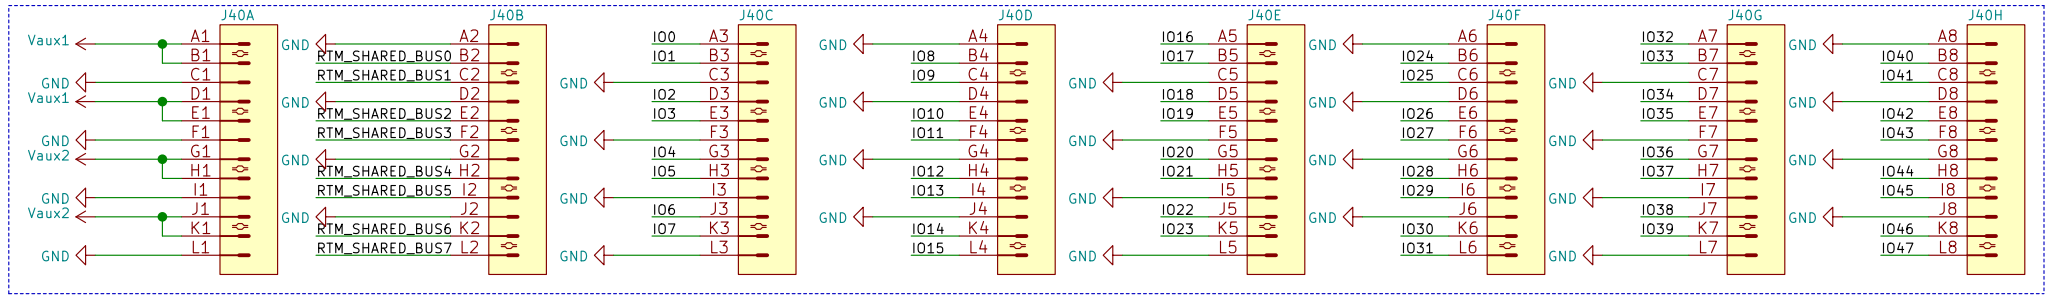 J40A J40B J40C J40D J40E J40F J40G J40H
Vaux1 A1 GND A2 IO0 A3 GND A4 IO16 A5 GND A6 IO32 A7 GND A8
B1 RTM_SHARED_BUS0 B2 IO1 B3 IO8 B4 IO17 B5 IO24 B6 IO33 B7 IO40 B8
GND C1 RTM_SHARED_BUS1 C2 GND C3 IO9 C4 GND C5 IO25 C6 GND C7 IO41 C8
Vaux1 D1 GND D2 IO2 D3 GND D4 IO18 D5 GND D6 IO34 D7 GND D8
E1 RTM_SHARED_BUS2 E2 IO3 E3 IO10 E4 IO19 E5 IO26 E6 IO35 E7 IO42 E8
GND F1 RTM_SHARED_BUS3 F2 GND F3 IO11 F4 GND F5 IO27 F6 GND F7 IO43 F8
Vaux2 G1 GND G2 IO4 G3 GND G4 IO20 G5 GND G6 IO36 G7 GND G8
H1 RTM_SHARED_BUS4 H2 IO5 H3 IO12 H4 IO21 H5 IO28 H6 IO37 H7 IO44 H8
GND I1 RTM_SHARED_BUS5 I2 GND I3 IO13 I4 GND I5 IO29 I6 GND I7 IO45 I8
Vaux2 J1 GND J2 IO6 J3 GND J4 IO22 J5 GND J6 IO38 J7 GND J8
K1 RTM_SHARED_BUS6 K2 IO7 K3 IO14 K4 IO23 K5 IO30 K6 IO39 K7 IO46 K8
GND L1 RTM_SHARED_BUS7 L2 GND L3 IO15 L4 GND L5 IO31 L6 GND L7 IO47 L8